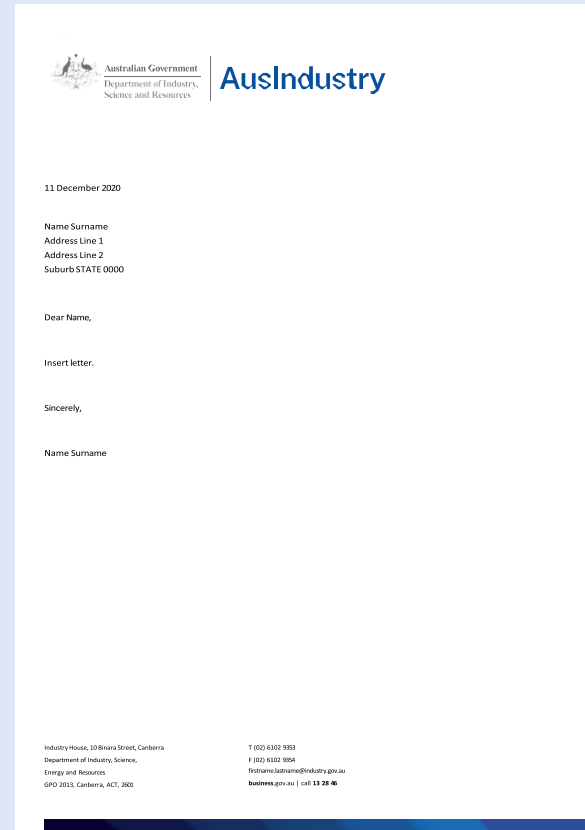 Australian Government
Department of Industry,
Science and Resources
AusIndustry
11 December 2020
Name Surname
Address Line 1
Address Line 2
Suburb STATE 0000
Dear Name,
Insert letter.
Sincerely,
Name Surname
Industry House, 10 Binara Street, Canberra
Department of Industry, Science,
Energy and Resources
GPO 2013, Canberra, ACT, 2601
T (02) 6102 9353
F (02) 6102 9354
firstname.lastname@industry.gov.au
business.gov.au | call 13 28 46